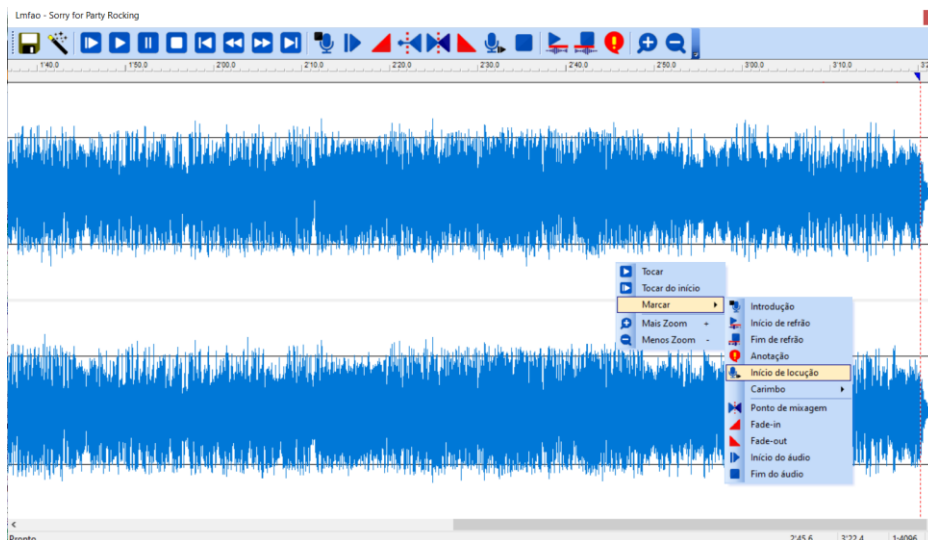 Lmfao - Sorry for Party Rocking
1'40.0 1'50.0 2'00.0 2'10.0 2'20.0 2'30.0 2'40.0 2'50.0 3'00.0 3'10.0
Tocar
Tocar do início
Marcar
Mais Zoom +
Menos Zoom -
Introdução
Início de refrão
Fim de refrão
Anotação
Início de locução
Carimbo
Ponto de mixagem
Fade-in
Fade-out
Início do áudio
Fim do áudio
Pronto 2'45.6 3'22.4 1:4096